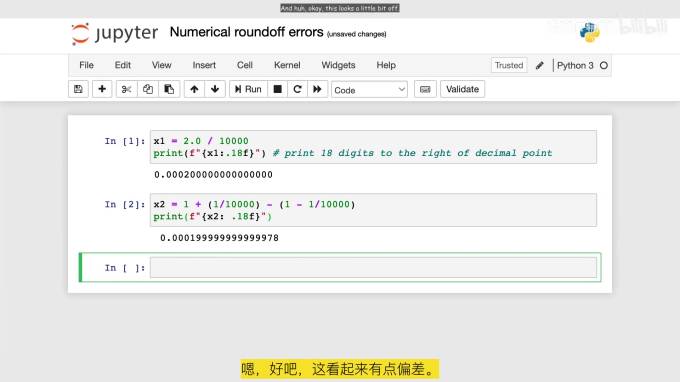 And huh, okay, this looks a little bit off.
jupyter Numerical roundoff errors (unsaved changes)
bilibili
File Edit View Insert Cell Kernel Widgets Help Trusted Python 3
Run Code Validate
In [1]: x1 = 2.0 / 10000
print(f"{x1:.18f}") # print 18 digits to the right of decimal point
0.000200000000000000
In [2]: x2 = 1 + (1/10000) - (1 - 1/10000)
print(f"{x2: .18f}")
0.000199999999999978
In [ ]:
嗯，好吧，这看起来有点偏差。